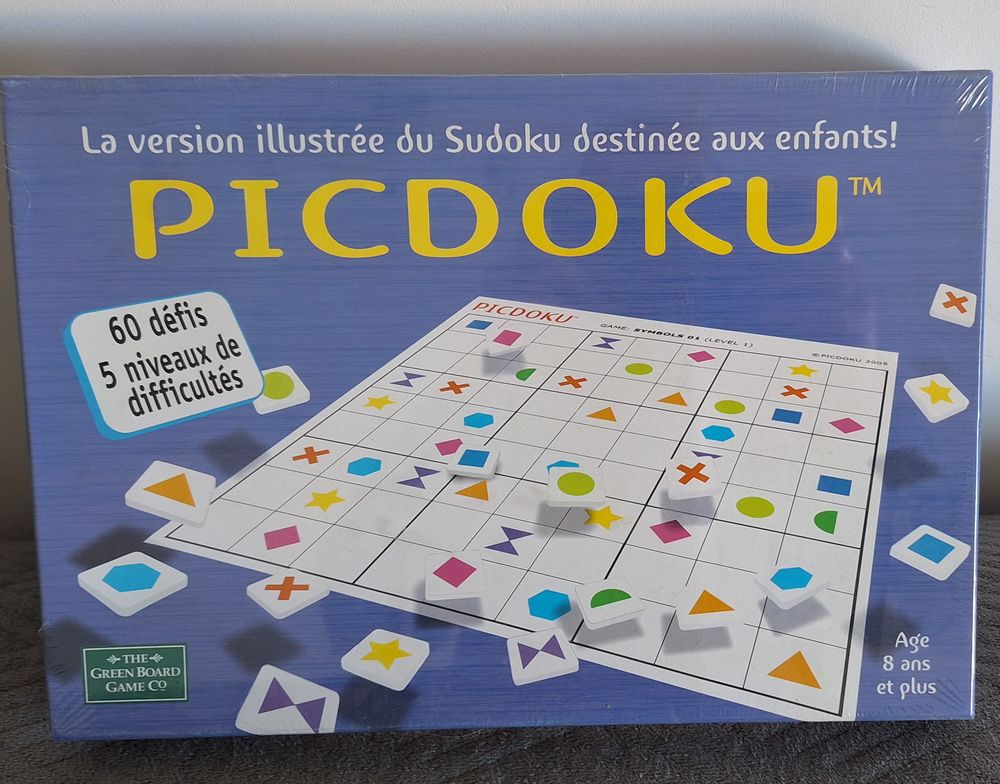 La version illustrée du Sudoku destinée aux enfants!
PICDOKU™
60 défis
5 niveaux de
difficultés
PICDOKU™
GAME: SYMBOLS 01 (LEVEL 1)
© PICDOKU 2005
THE
GREEN BOARD
GAME CO
Age
8 ans
et plus